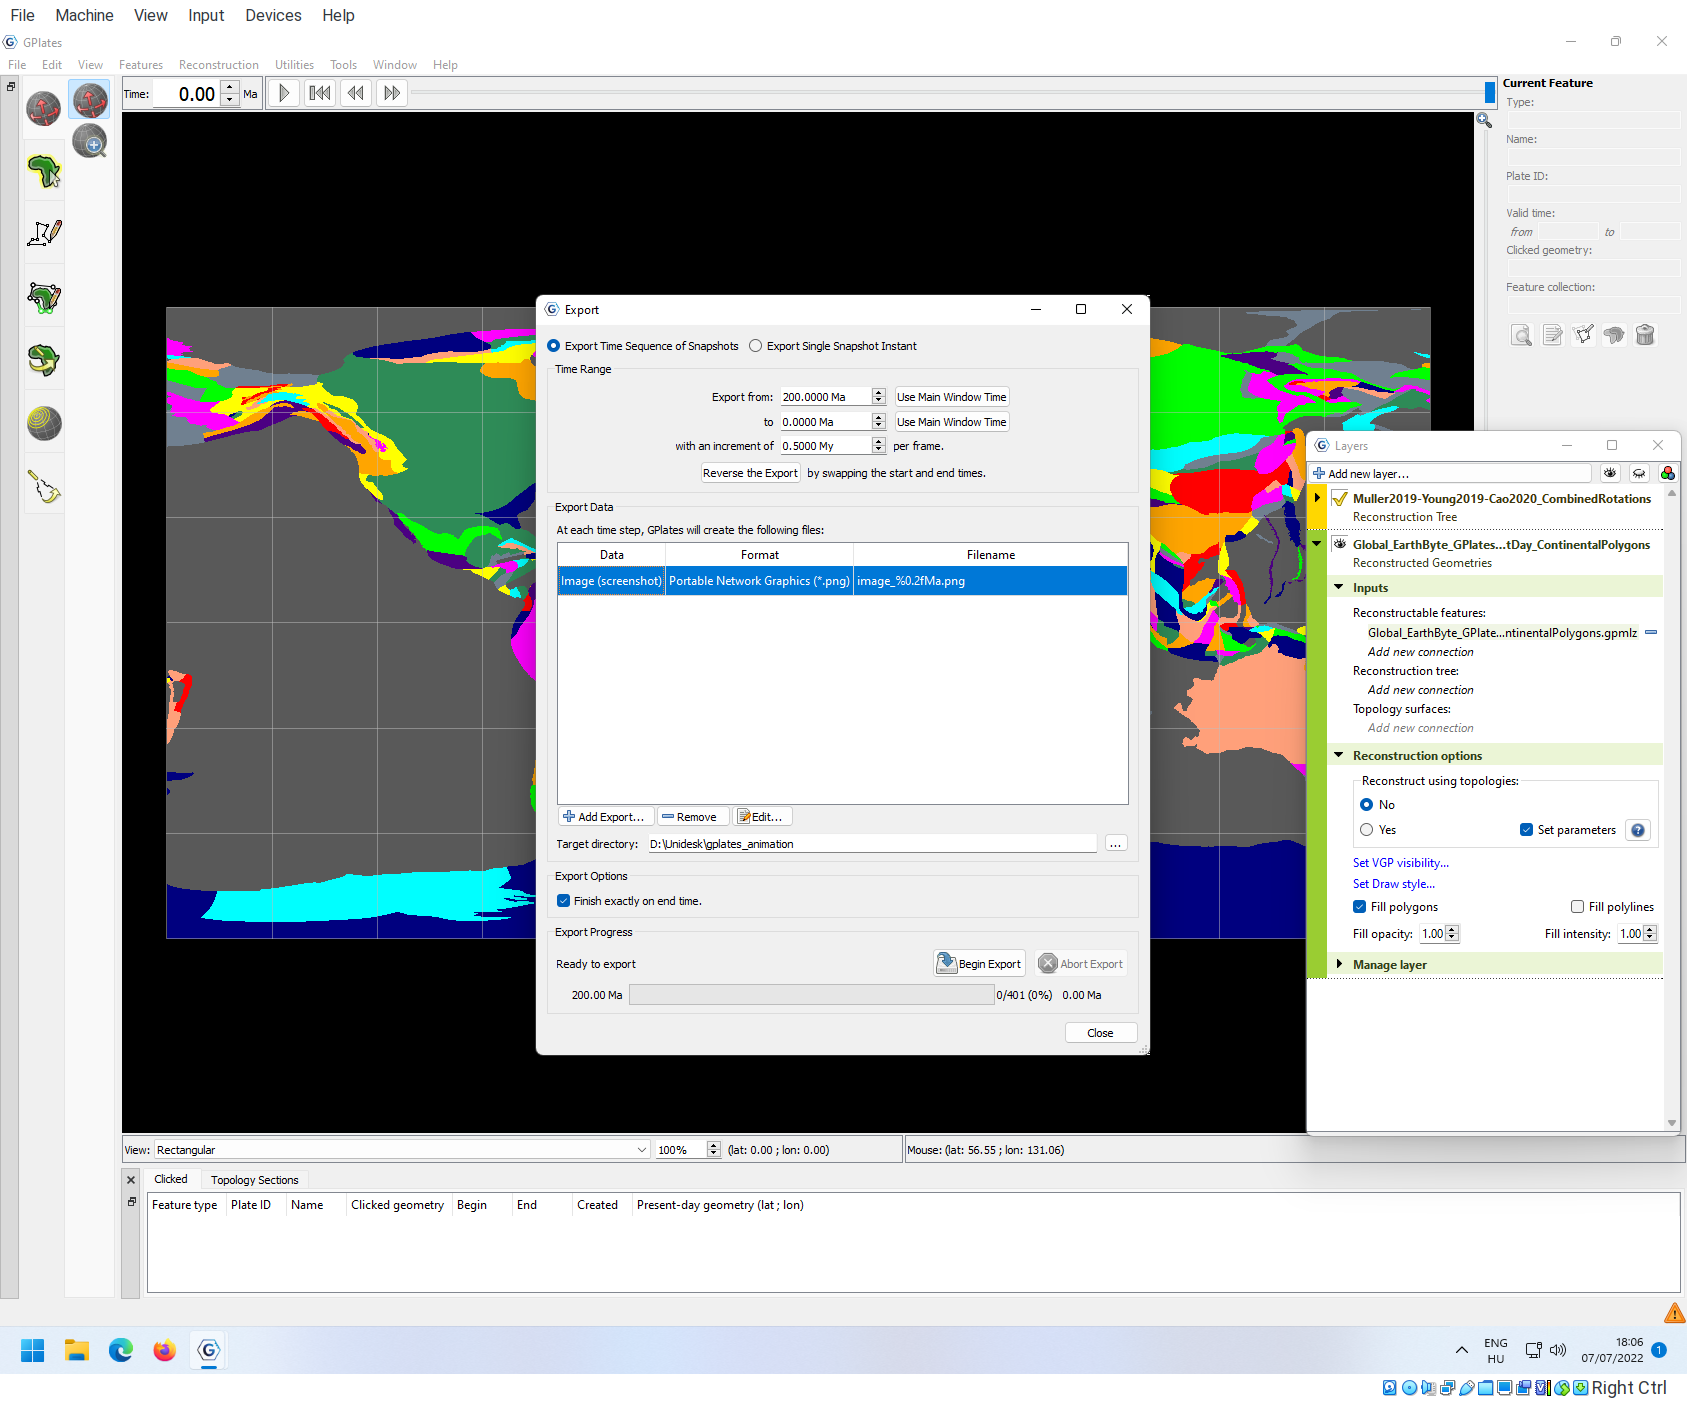 File Machine View Input Devices Help
GPlates
File Edit View Features Reconstruction Utilities Tools Window Help
Time: 0.00 Ma
Current Feature
Type:
Name:
Plate ID:
Valid time:
from to
Clicked geometry:
Feature collection:
Export
Export Time Sequence of Snapshots Export Single Snapshot Instant
Time Range
Export from: 200.0000 Ma Use Main Window Time
to 0.0000 Ma Use Main Window Time
with an increment of 0.5000 My per frame.
Reverse the Export by swapping the start and end times.
Export Data
At each time step, GPlates will create the following files:
Data Format Filename
Image (screenshot) Portable Network Graphics (*.png) image_%0.2fMa.png
Add Export... Remove Edit...
Target directory: D:\Unidesk\gplates_animation ...
Export Options
Finish exactly on end time.
Export Progress
Ready to export Begin Export Abort Export
200.00 Ma 0/401 (0%) 0.00 Ma
Close
Layers
Add new layer...
Muller2019-Young2019-Cao2020_CombinedRotations
Reconstruction Tree
Global_EarthByte_GPlates...tDay_ContinentalPolygons
Reconstructed Geometries
Inputs
Reconstructable features:
Global_EarthByte_GPlate...ntinentalPolygons.gpmlz
Add new connection
Reconstruction tree:
Add new connection
Topology surfaces:
Add new connection
Reconstruction options
Reconstruct using topologies:
No
Yes Set parameters ?
Set VGP visibility...
Set Draw style...
Fill polygons Fill polylines
Fill opacity: 1.00 Fill intensity: 1.00
Manage layer
View: Rectangular 100% (lat: 0.00 ; lon: 0.00) Mouse: (lat: 56.55 ; lon: 131.06)
Clicked Topology Sections
Feature type Plate ID Name Clicked geometry Begin End Created Present-day geometry (lat ; lon)
ENG
HU
18:06
07/07/2022
1
Right Ctrl